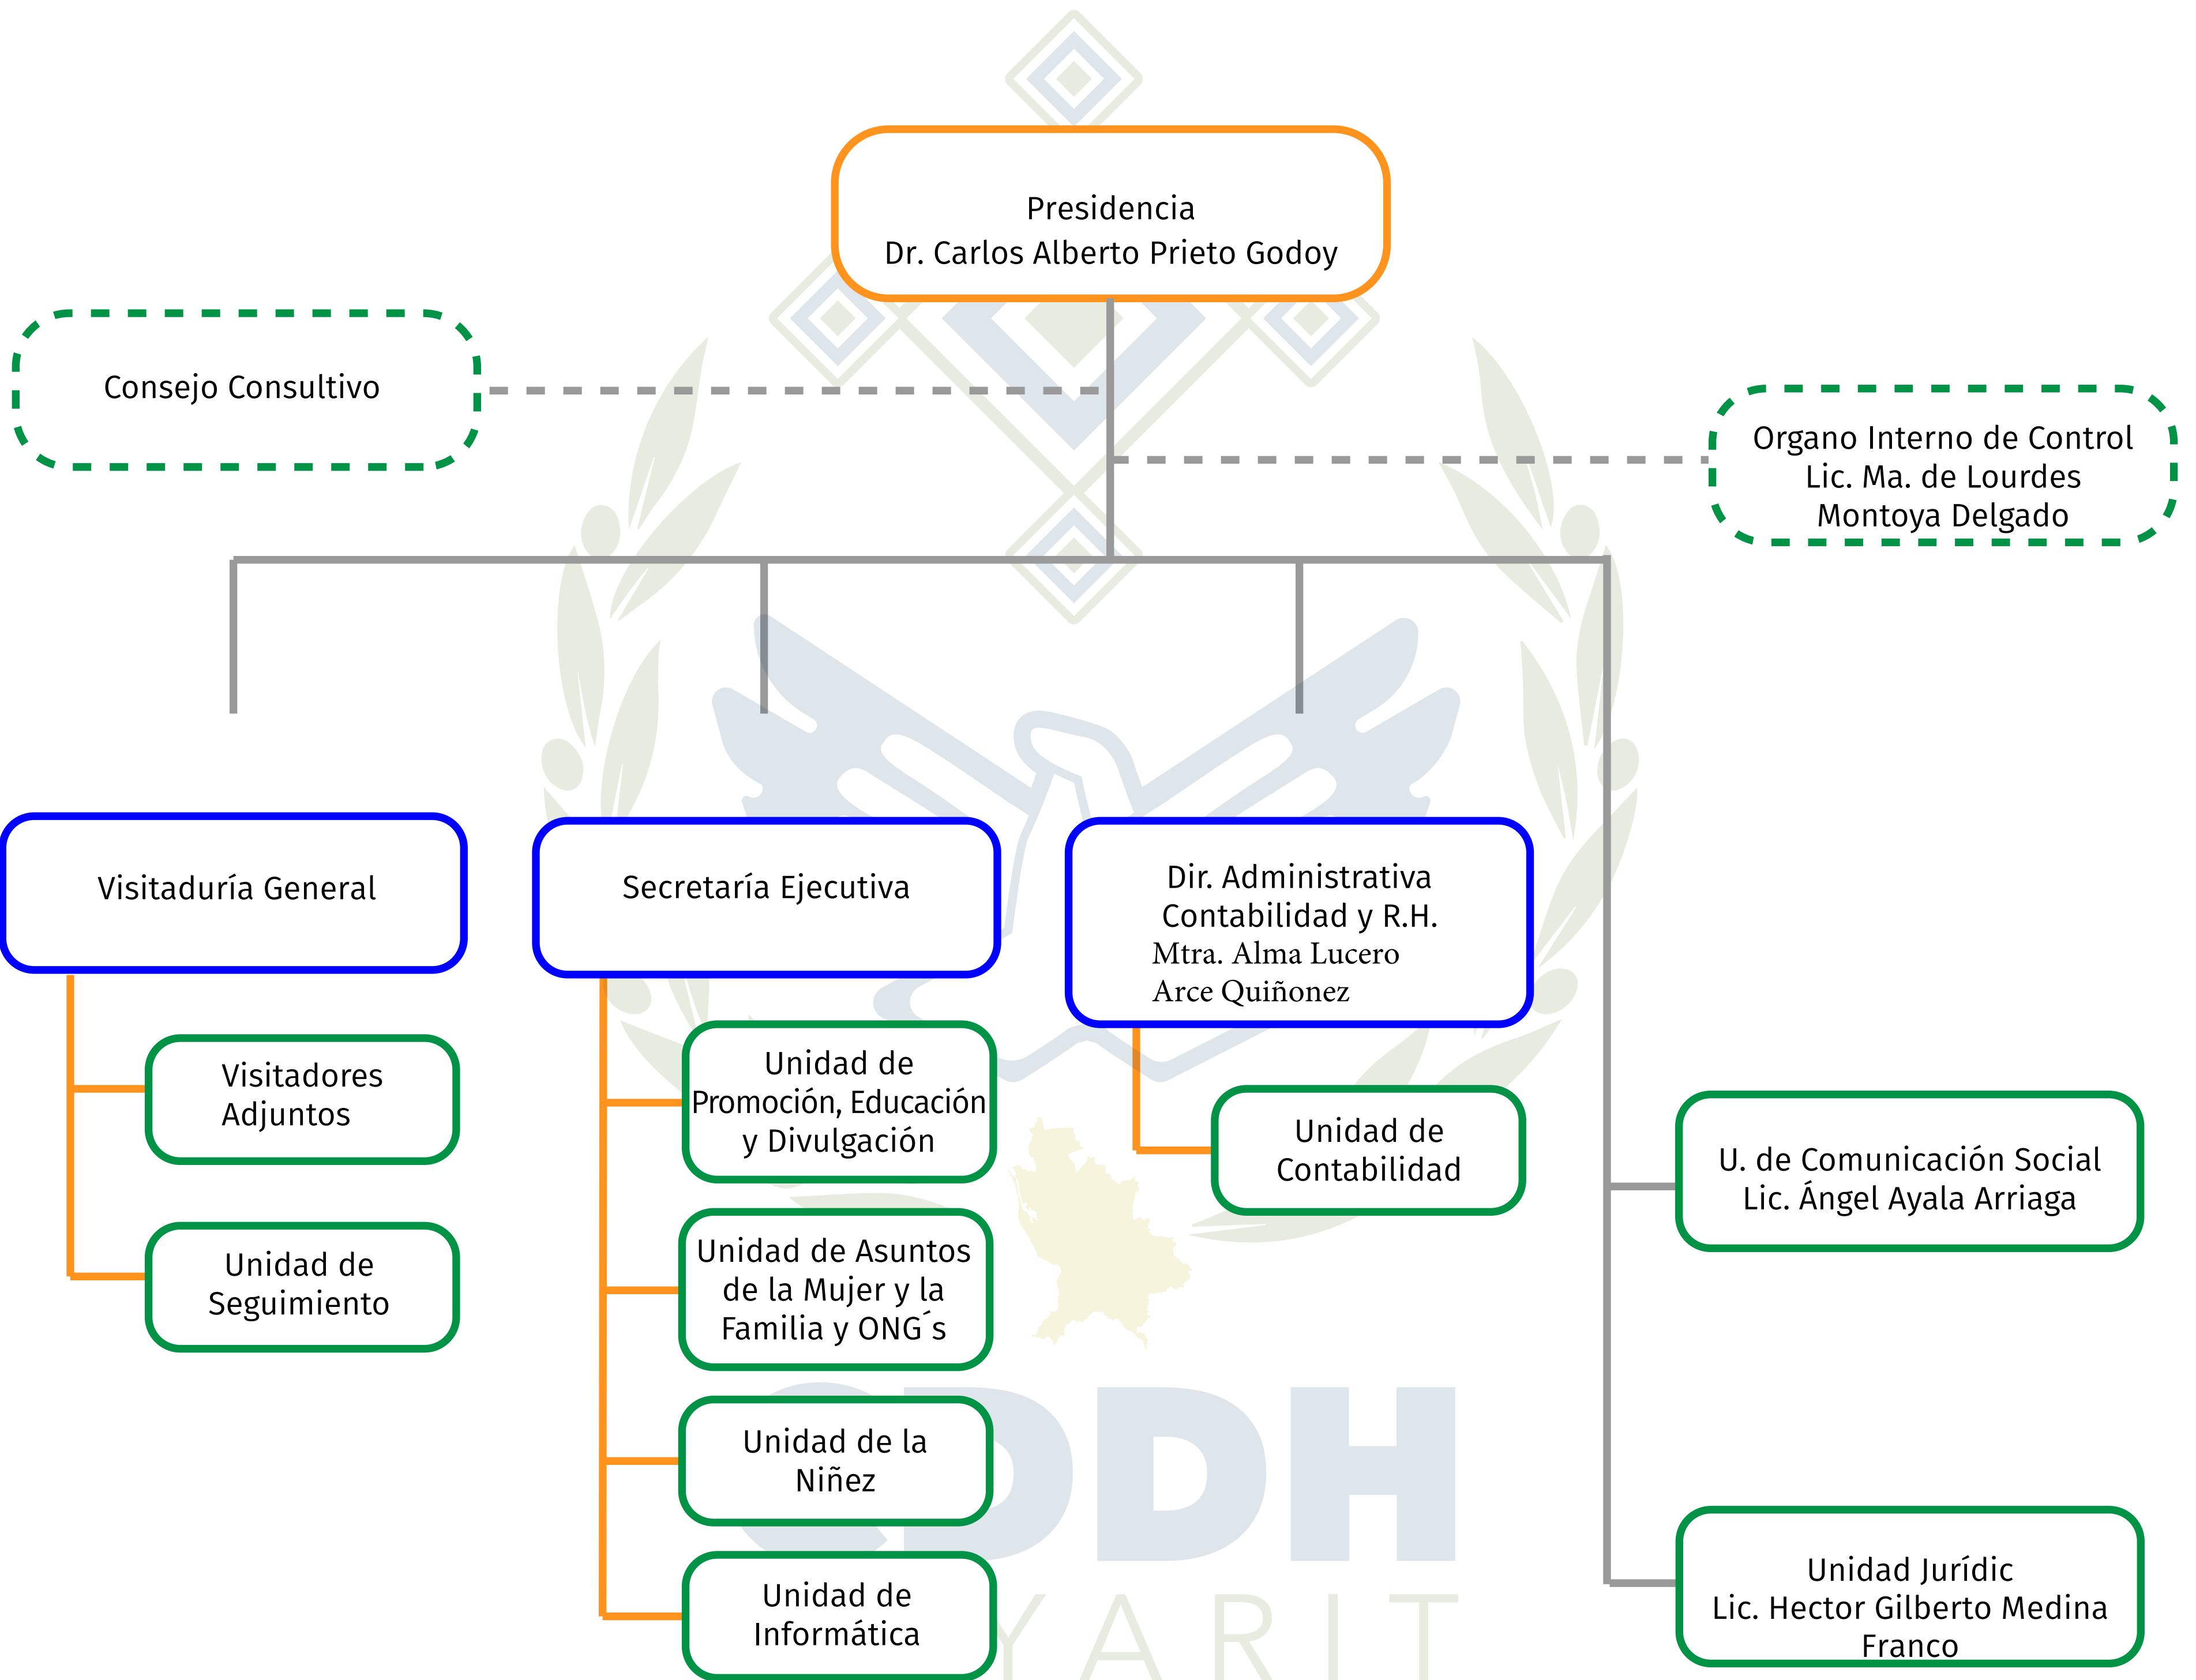 Presidencia
Dr. Carlos Alberto Prieto Godoy
Consejo Consultivo
Organo Interno de Control
Lic. Ma. de Lourdes
Montoya Delgado
Visitaduría General
Secretaría Ejecutiva
Dir. Administrativa
Contabilidad y R.H.
Mtra. Alma Lucero
Arce Quiñonez
Visitadores
Adjuntos
Unidad de
Seguimiento
Unidad de
Promoción, Educación
y Divulgación
Unidad de Asuntos
de la Mujer y la
Familia y ONG´s
Unidad de la
Niñez
Unidad de
Informática
Unidad de
Contabilidad
U. de Comunicación Social
Lic. Ángel Ayala Arriaga
Unidad Jurídic
Lic. Hector Gilberto Medina
Franco
CDDH
YARIT